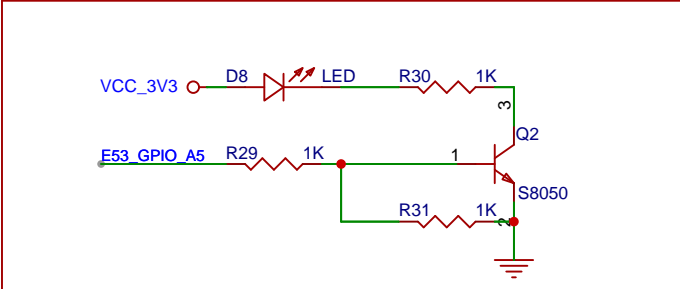 D8 LED R30 1K
VCC_3V3
3
Q2
E53_GPIO_A5 R29 1K 1
S8050
R31 1K 2